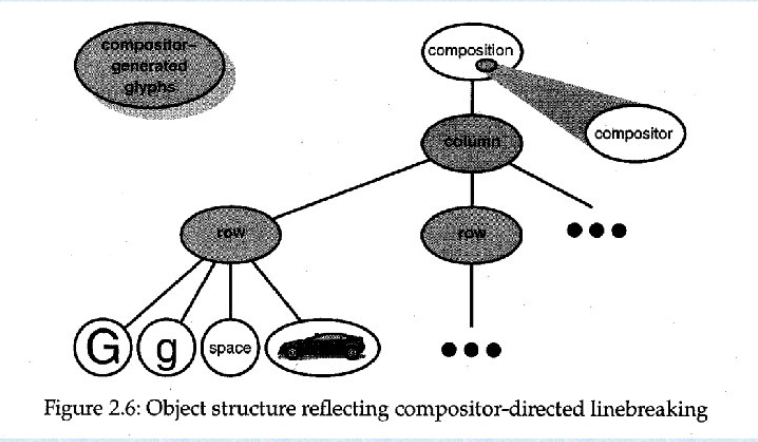 compositor-
generated
glyphs
composition
compositor
column
row
row
G
g
space
Figure 2.6: Object structure reflecting compositor-directed linebreaking